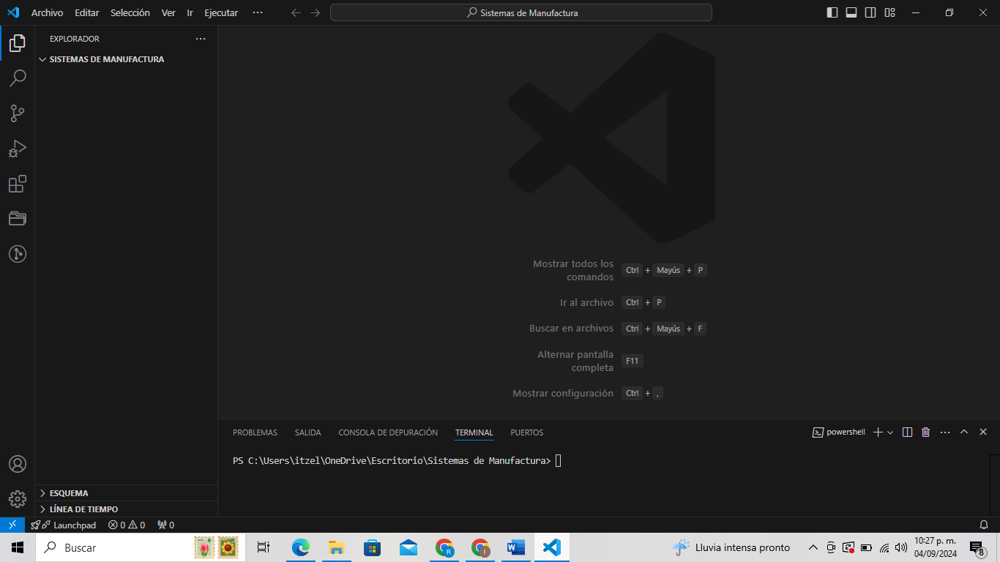 Archivo Editar Selección Ver Ir Ejecutar ··· Sistemas de Manufactura
EXPLORADOR ···
SISTEMAS DE MANUFACTURA
Mostrar todos los comandos Ctrl + Mayús + P
Ir al archivo Ctrl + P
Buscar en archivos Ctrl + Mayús + F
Alternar pantalla completa F11
Mostrar configuración Ctrl + ,
PROBLEMAS SALIDA CONSOLA DE DEPURACIÓN TERMINAL PUERTOS powershell
PS C:\Users\itzel\OneDrive\Escritorio\Sistemas de Manufactura>
ESQUEMA
LÍNEA DE TIEMPO
Launchpad 0 0 0
Buscar
Lluvia intensa pronto
10:27 p. m.
04/09/2024
8